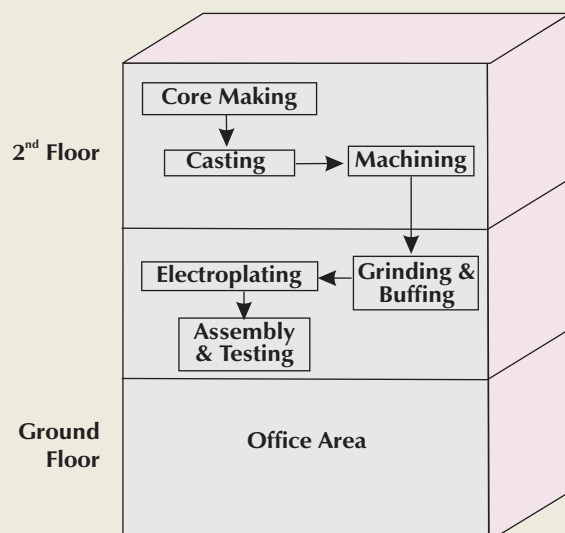 Core Making
2nd Floor
Casting
Machining
Electroplating
Grinding &
Buffing
Assembly
& Testing
Ground
Floor
Office Area